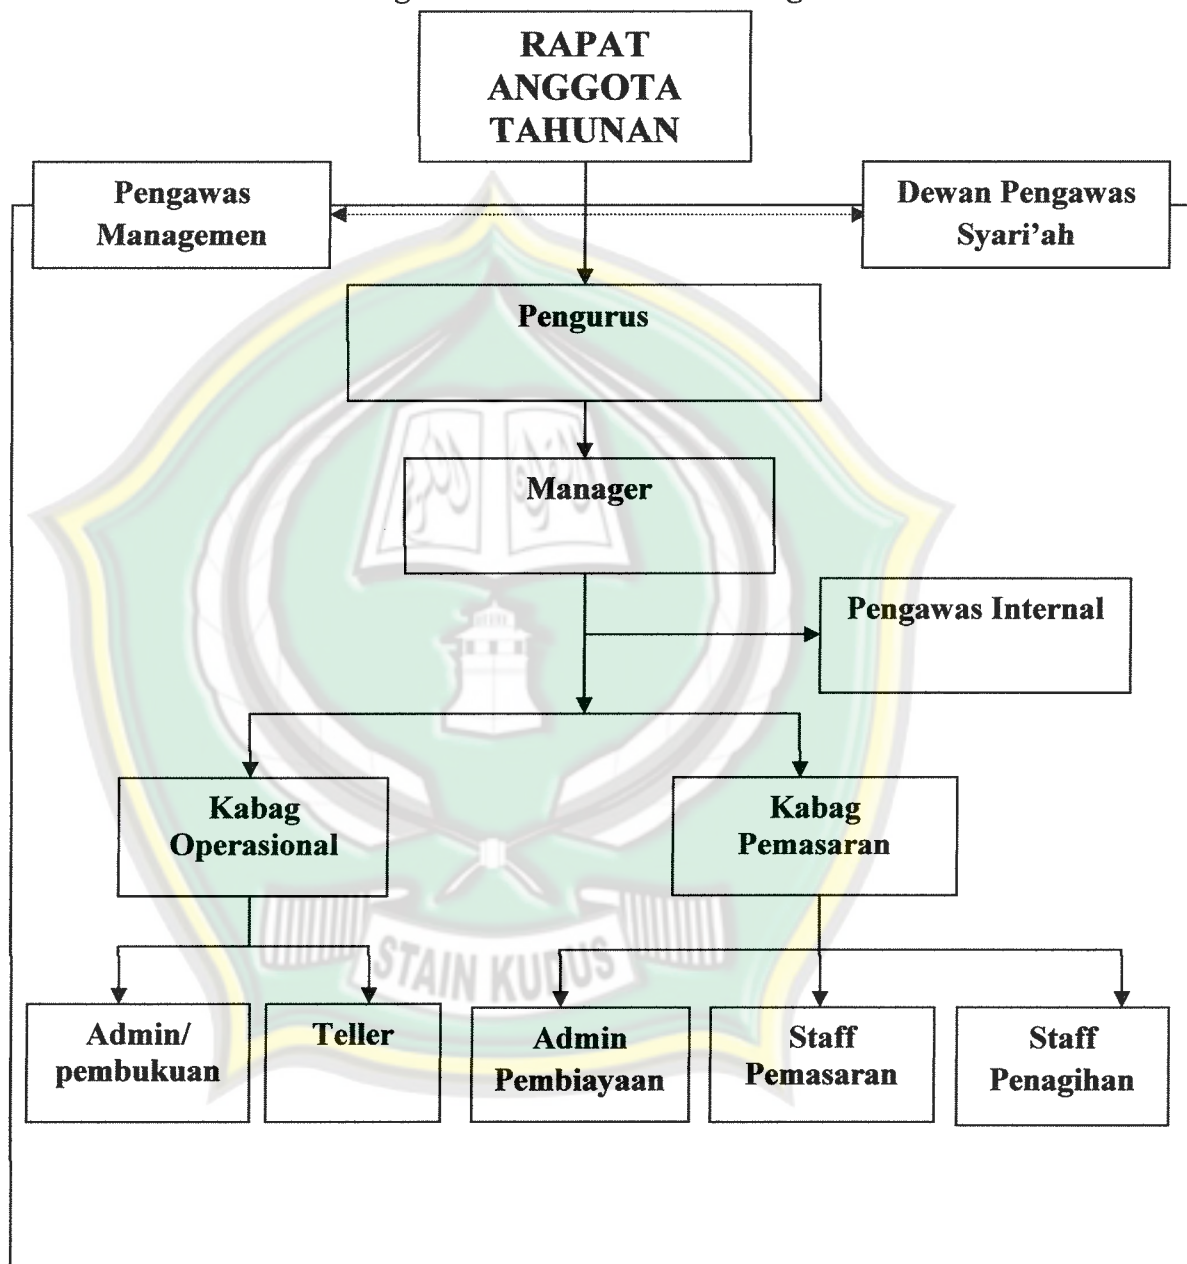 RAPAT
ANGGOTA
TAHUNAN
Pengawas
Managemen
Dewan Pengawas
Syari'ah
Pengurus
Manager
Pengawas Internal
Kabag
Operasional
Kabag
Pemasaran
STAIN KUDUS
Admin/
pembukuan
Teller
Admin
Pembiayaan
Staff
Pemasaran
Staff
Penagihan